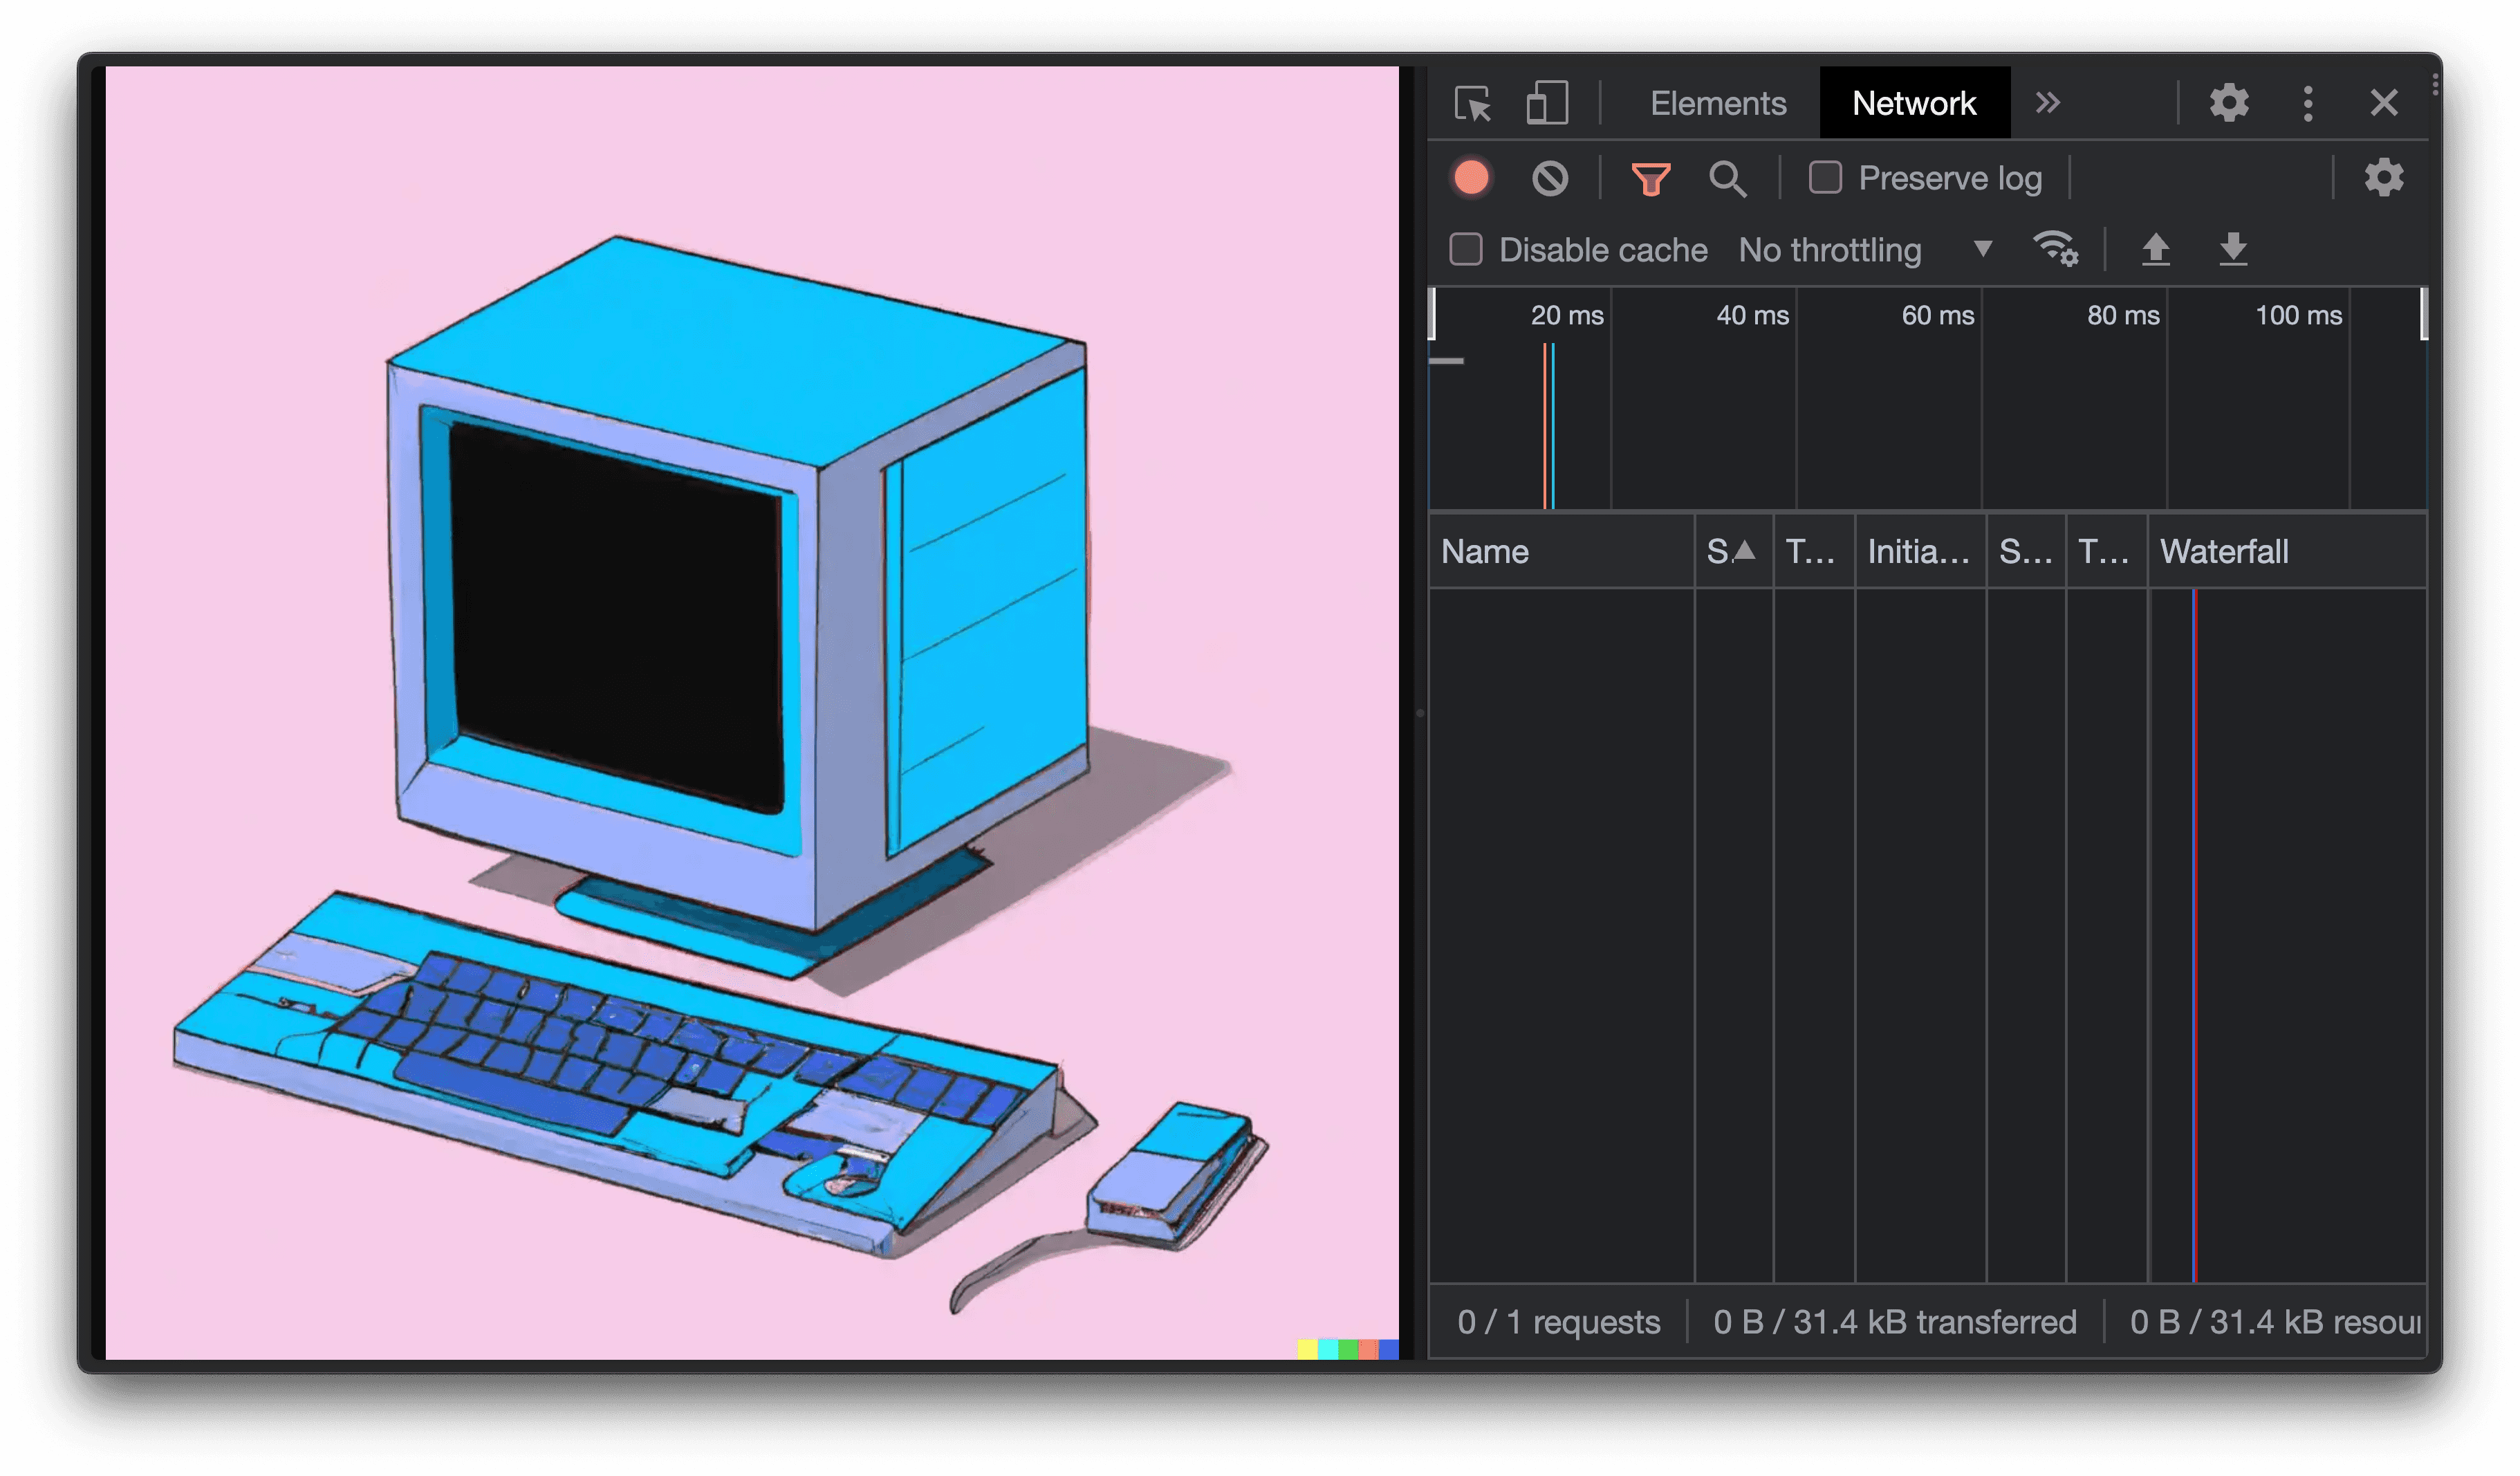 Elements Network
Preserve log
Disable cache No throttling
20 ms 40 ms 60 ms 80 ms 100 ms
Name S. T... Initia... S... T... Waterfall
0 / 1 requests 0 B / 31.4 kB transferred 0 B / 31.4 kB resou